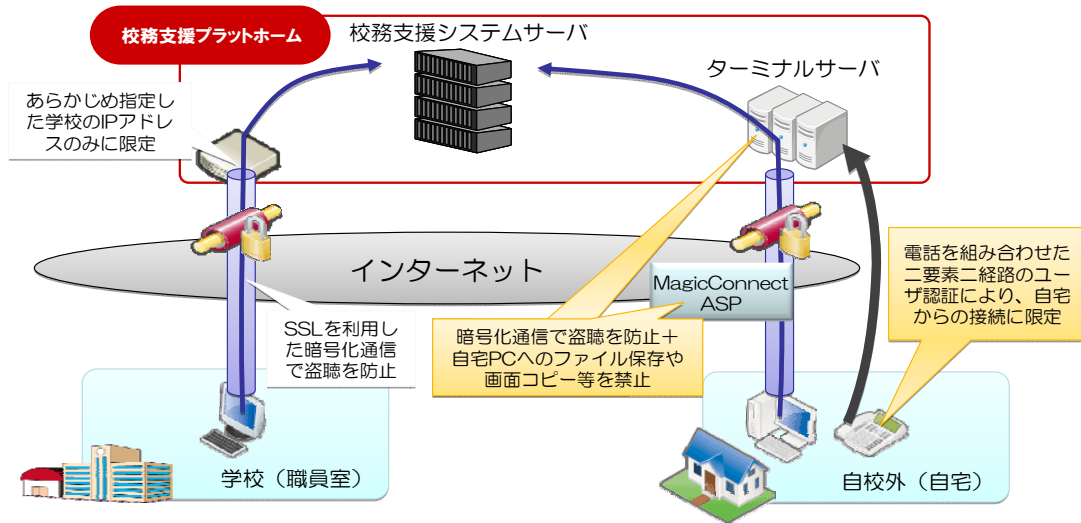 校務支援プラットホーム
校務支援システムサーバ
ターミナルサーバ
あらかじめ指定し
た学校のIPアドレ
スのみに限定
インターネット
MagicConnect
ASP
電話を組み合わせた
二要素二経路のユー
ザ認証により、自宅
からの接続に限定
SSLを利用し
た暗号化通信
で盗聴を防止
暗号化通信で盗聴を防止＋
自宅PCへのファイル保存や
画面コピー等を禁止
学校（職員室）
自校外（自宅）